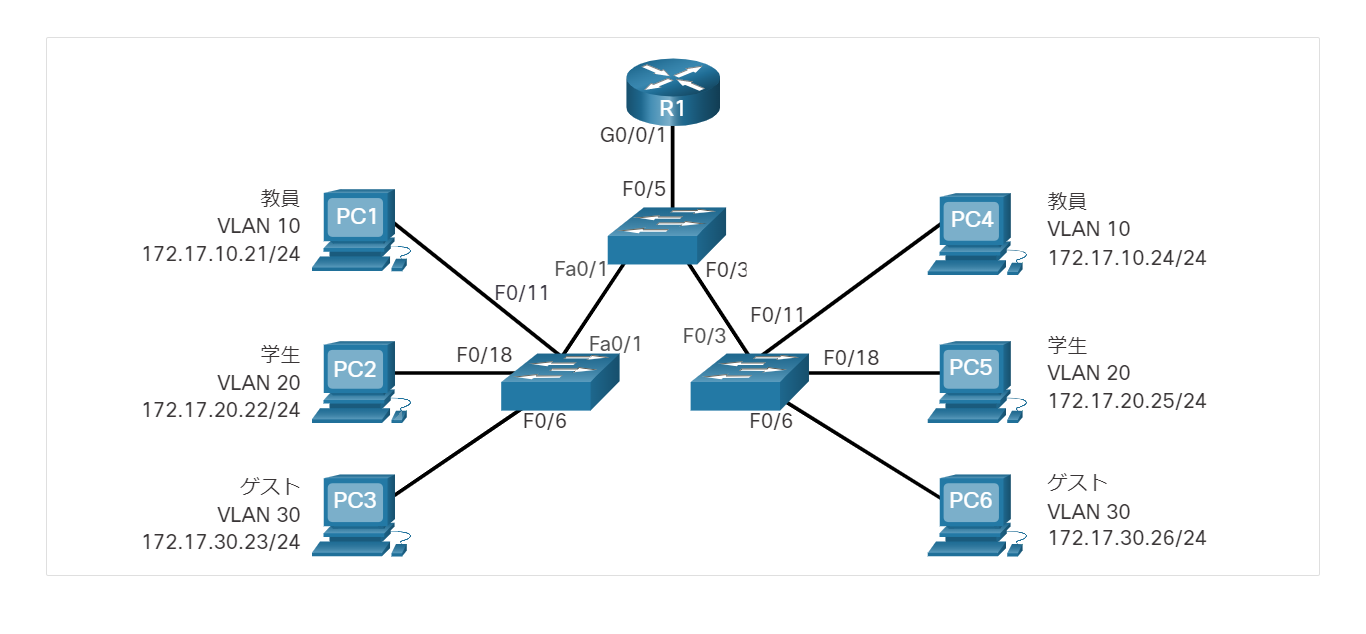 R1
G0/0/1
F0/5
Fa0/1
F0/3
教員
VLAN 10
172.17.10.21/24
PC1
F0/11
学生
VLAN 20
172.17.20.22/24
PC2
F0/18
Fa0/1
ゲスト
VLAN 30
172.17.30.23/24
PC3
F0/6
F0/3
F0/11
PC4
教員
VLAN 10
172.17.10.24/24
F0/18
PC5
学生
VLAN 20
172.17.20.25/24
F0/6
PC6
ゲスト
VLAN 30
172.17.30.26/24